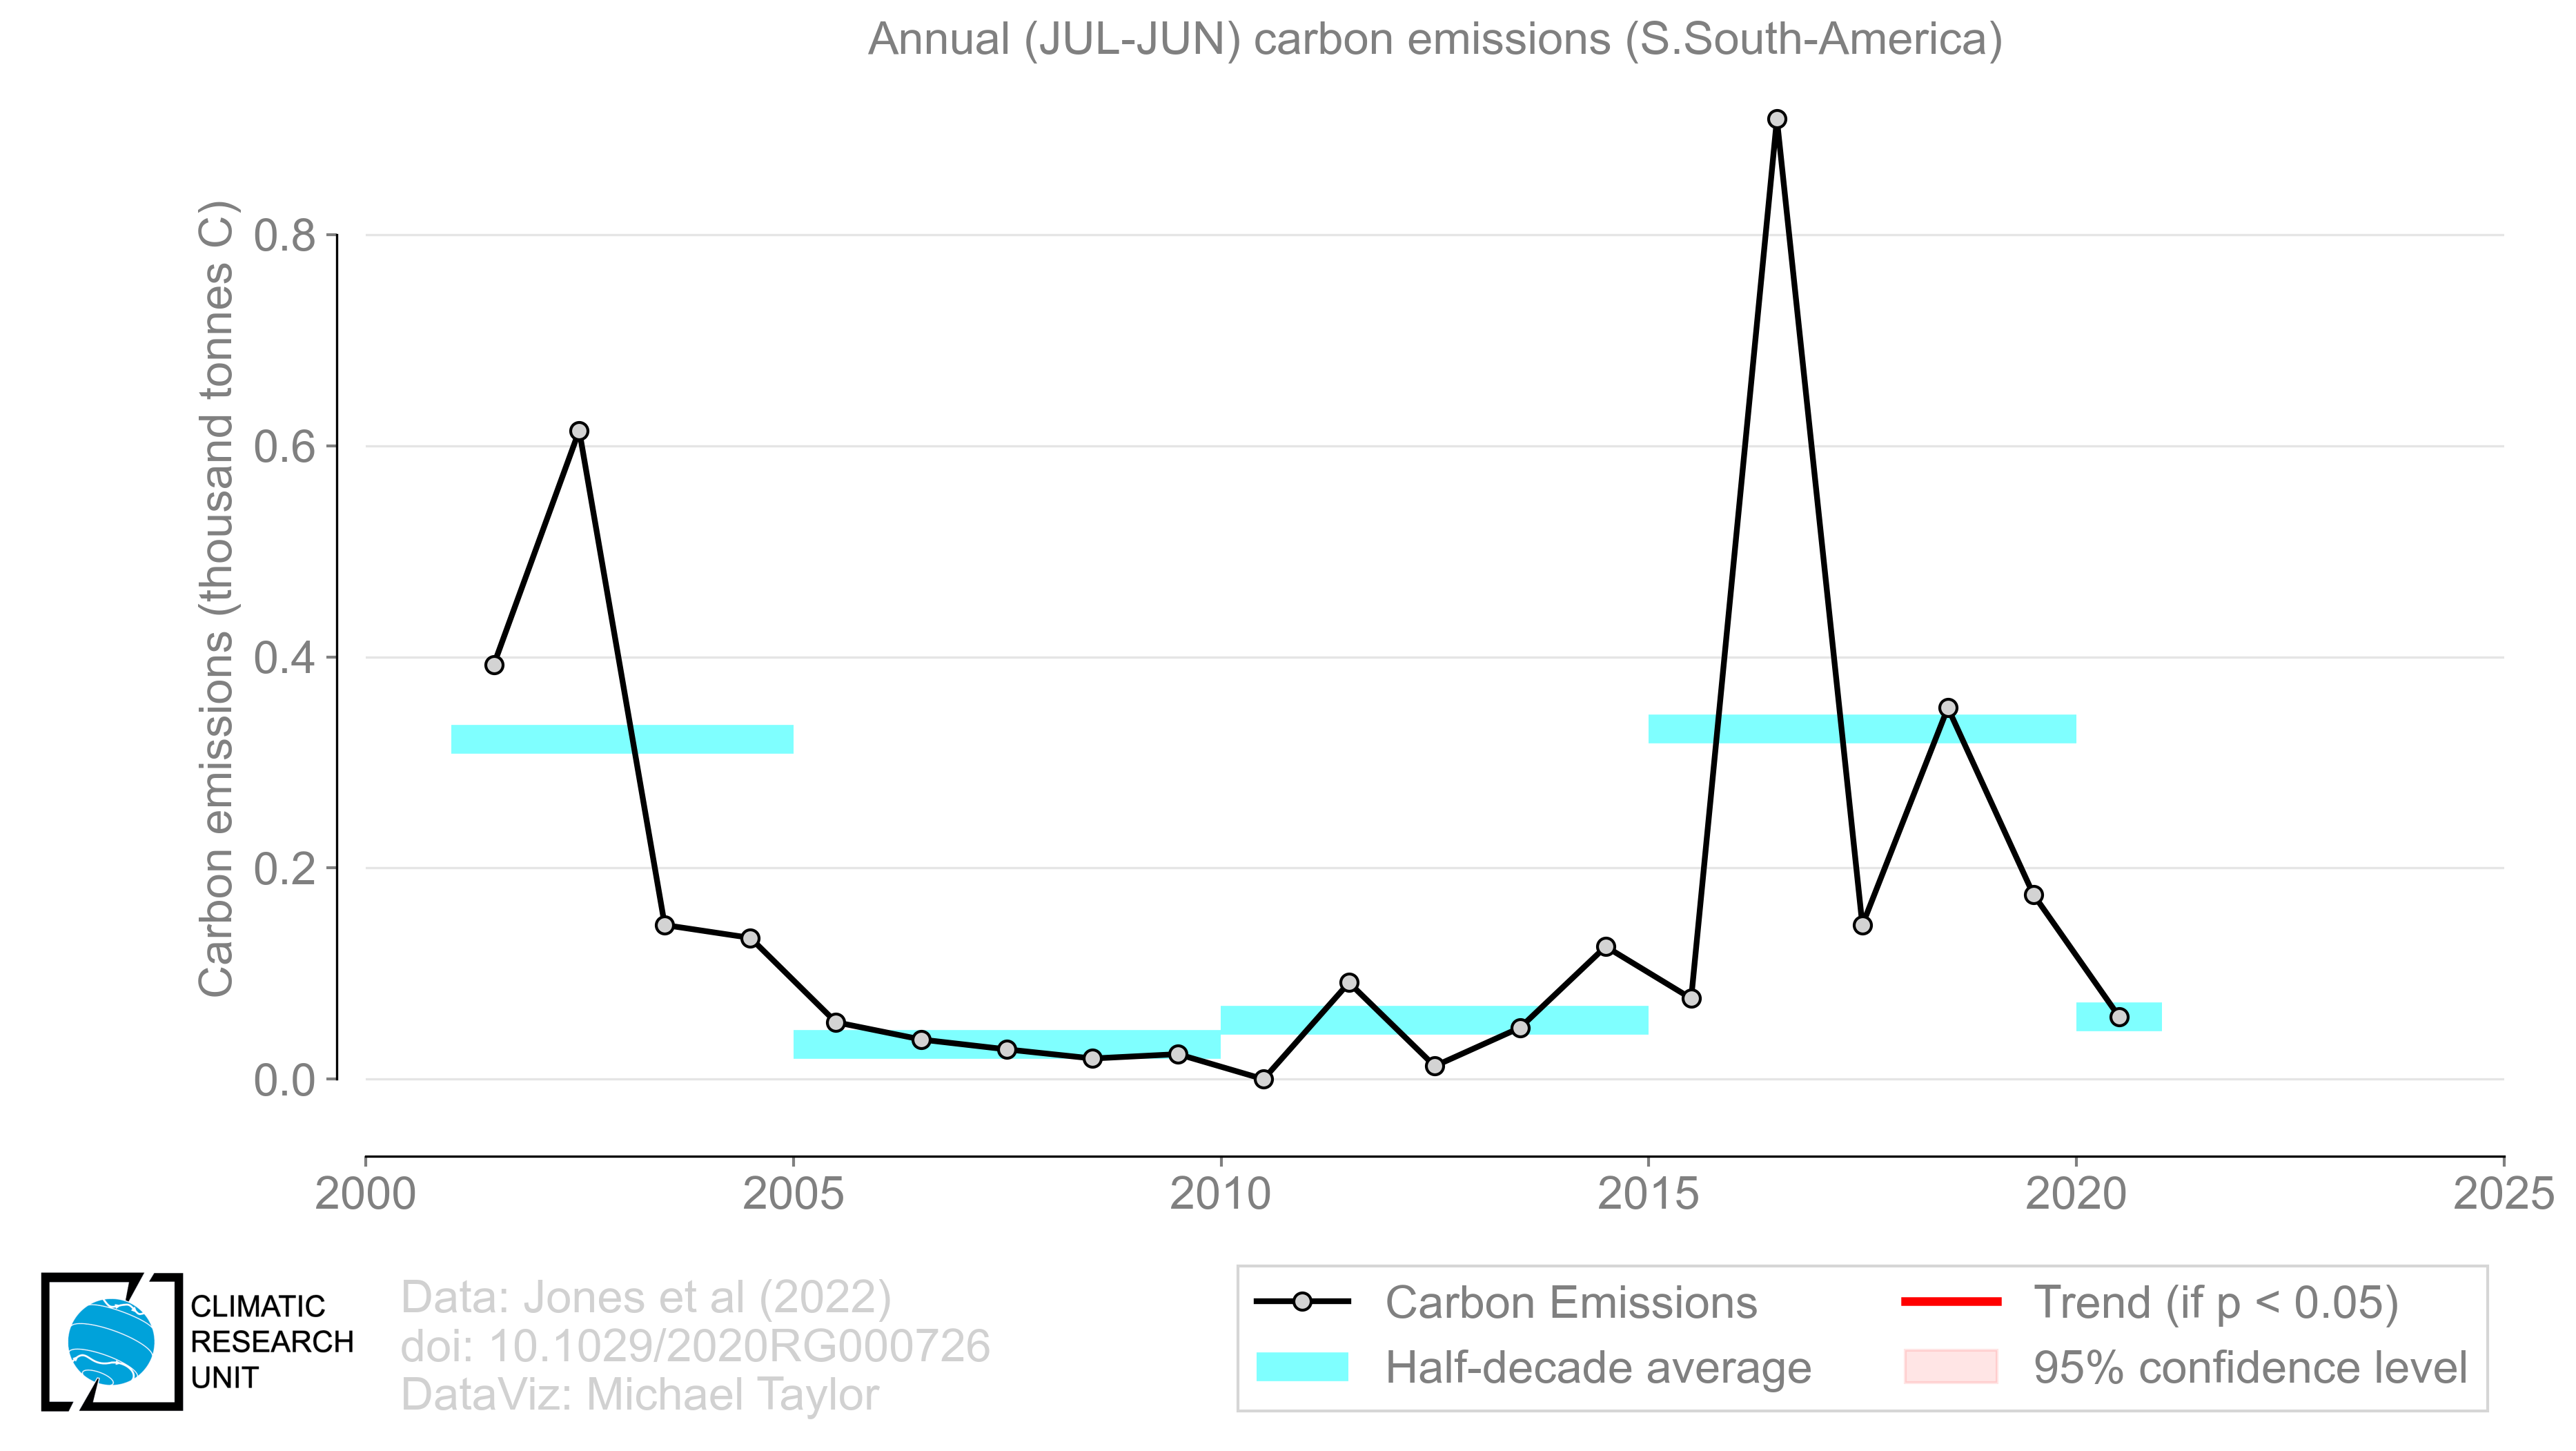 Annual (JUL-JUN) carbon emissions (S.South-America)
Carbon emissions (thousand tonnes C)
0.8
0.6
0.4
0.2
0.0
2000 2005 2010 2015 2020 2025
CLIMATIC
RESEARCH
UNIT
Data: Jones et al (2022)
doi: 10.1029/2020RG000726
DataViz: Michael Taylor
Carbon Emissions
Half-decade average
Trend (if p < 0.05)
95% confidence level